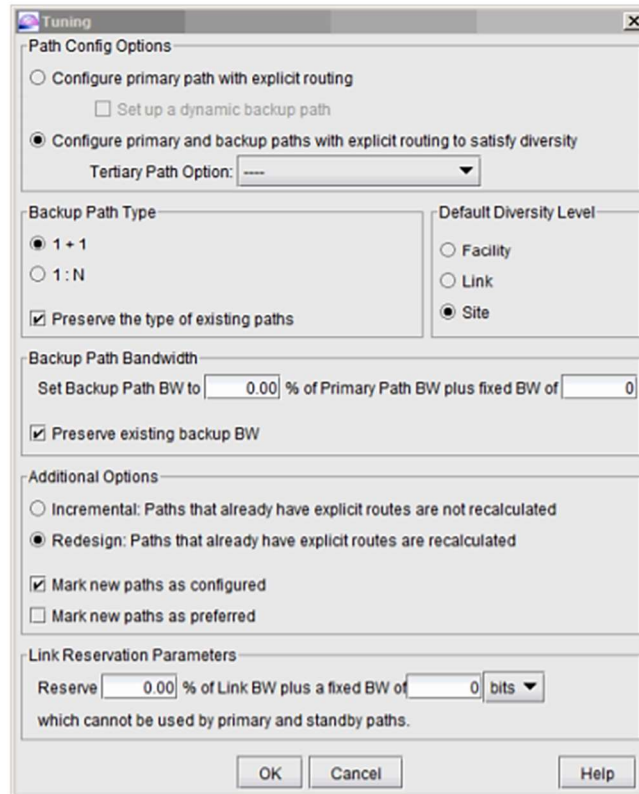 Tuning
Path Config Options
Configure primary path with explicit routing
Set up a dynamic backup path
Configure primary and backup paths with explicit routing to satisfy diversity
Tertiary Path Option: ----
Backup Path Type
1 + 1
1 : N
Preserve the type of existing paths
Default Diversity Level
Facility
Link
Site
Backup Path Bandwidth
Set Backup Path BW to 0.00 % of Primary Path BW plus fixed BW of 0
Preserve existing backup BW
Additional Options
Incremental: Paths that already have explicit routes are not recalculated
Redesign: Paths that already have explicit routes are recalculated
Mark new paths as configured
Mark new paths as preferred
Link Reservation Parameters
Reserve 0.00 % of Link BW plus a fixed BW of 0 bits
which cannot be used by primary and standby paths.
OK Cancel Help